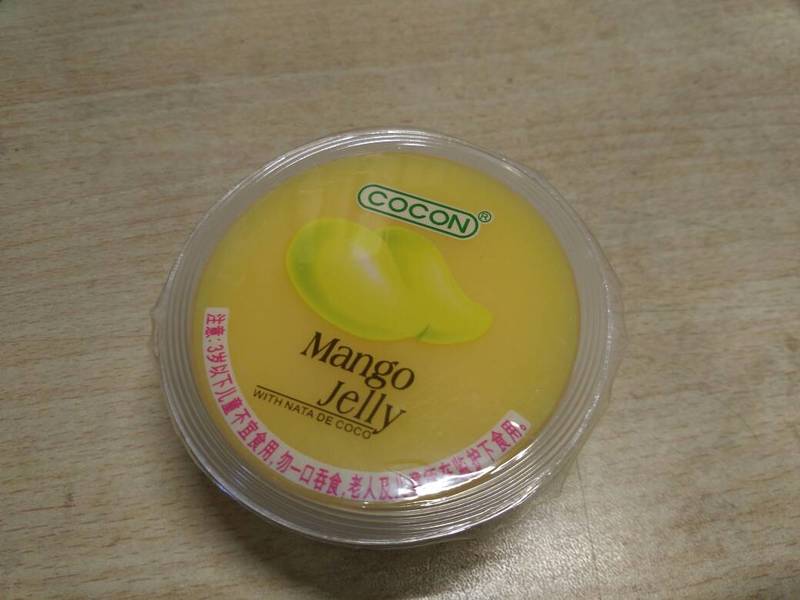 COCON®
Mango
Jelly
WITH NATA DE COCO
注意:3岁以下儿童不宜食用,勿一口吞食,老人及儿童须在监护下食用。